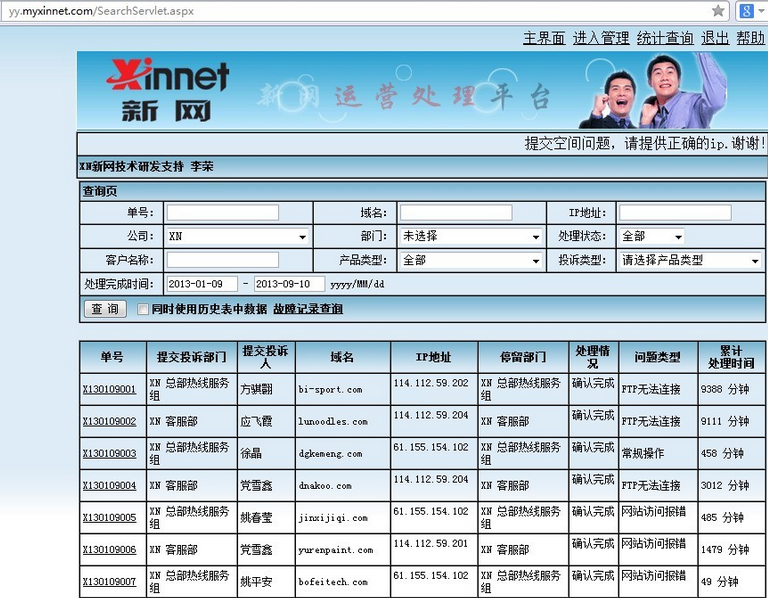 yy.myxinnet.com/SearchServlet.aspx
主界面 进入管理 统计查询 退出 帮助
Xinnet
新网
新网运营处理平台
提交空间问题，请提供正确的ip.谢谢!
XN新网技术研发支持 李荣
查询页
单号： 域名： IP地址：
公司： XN 部门： 未选择 处理状态： 全部
客户名称： 产品类型： 全部 投诉类型： 请选择产品类型
处理完成时间： 2013-01-09 - 2013-09-10 yyyy/MM/dd
查 询 同时使用历史表中数据 故障记录查询
单号 提交投诉部门 提交投诉人 域名 IP地址 停留部门 处理情况 问题类型 累计处理时间
X130109001 XN 总部热线服务组 方骐翾 bi-sport.com 114.112.59.202 XN 总部热线服务组 确认完成 FTP无法连接 9388 分钟
X130109002 XN 客服部 应飞霞 lunoodles.com 114.112.59.204 XN 客服部 确认完成 FTP无法连接 9111 分钟
X130109003 XN 总部热线服务组 徐晶 dgkemeng.com 61.155.154.102 XN 总部热线服务组 确认完成 常规操作 458 分钟
X130109004 XN 客服部 党雪鑫 dnakoo.com 114.112.59.204 XN 客服部 确认完成 FTP无法连接 3012 分钟
X130109005 XN 总部热线服务组 姚春莹 jinxijiqi.com 61.155.154.102 XN 总部热线服务组 确认完成 网站访问报错 485 分钟
X130109006 XN 客服部 党雪鑫 yurenpaint.com 114.112.59.201 XN 客服部 确认完成 网站访问报错 1479 分钟
X130109007 XN 总部热线服务组 姚平安 bofeitech.com 61.155.154.102 XN 总部热线服务组 确认完成 网站访问报错 49 分钟